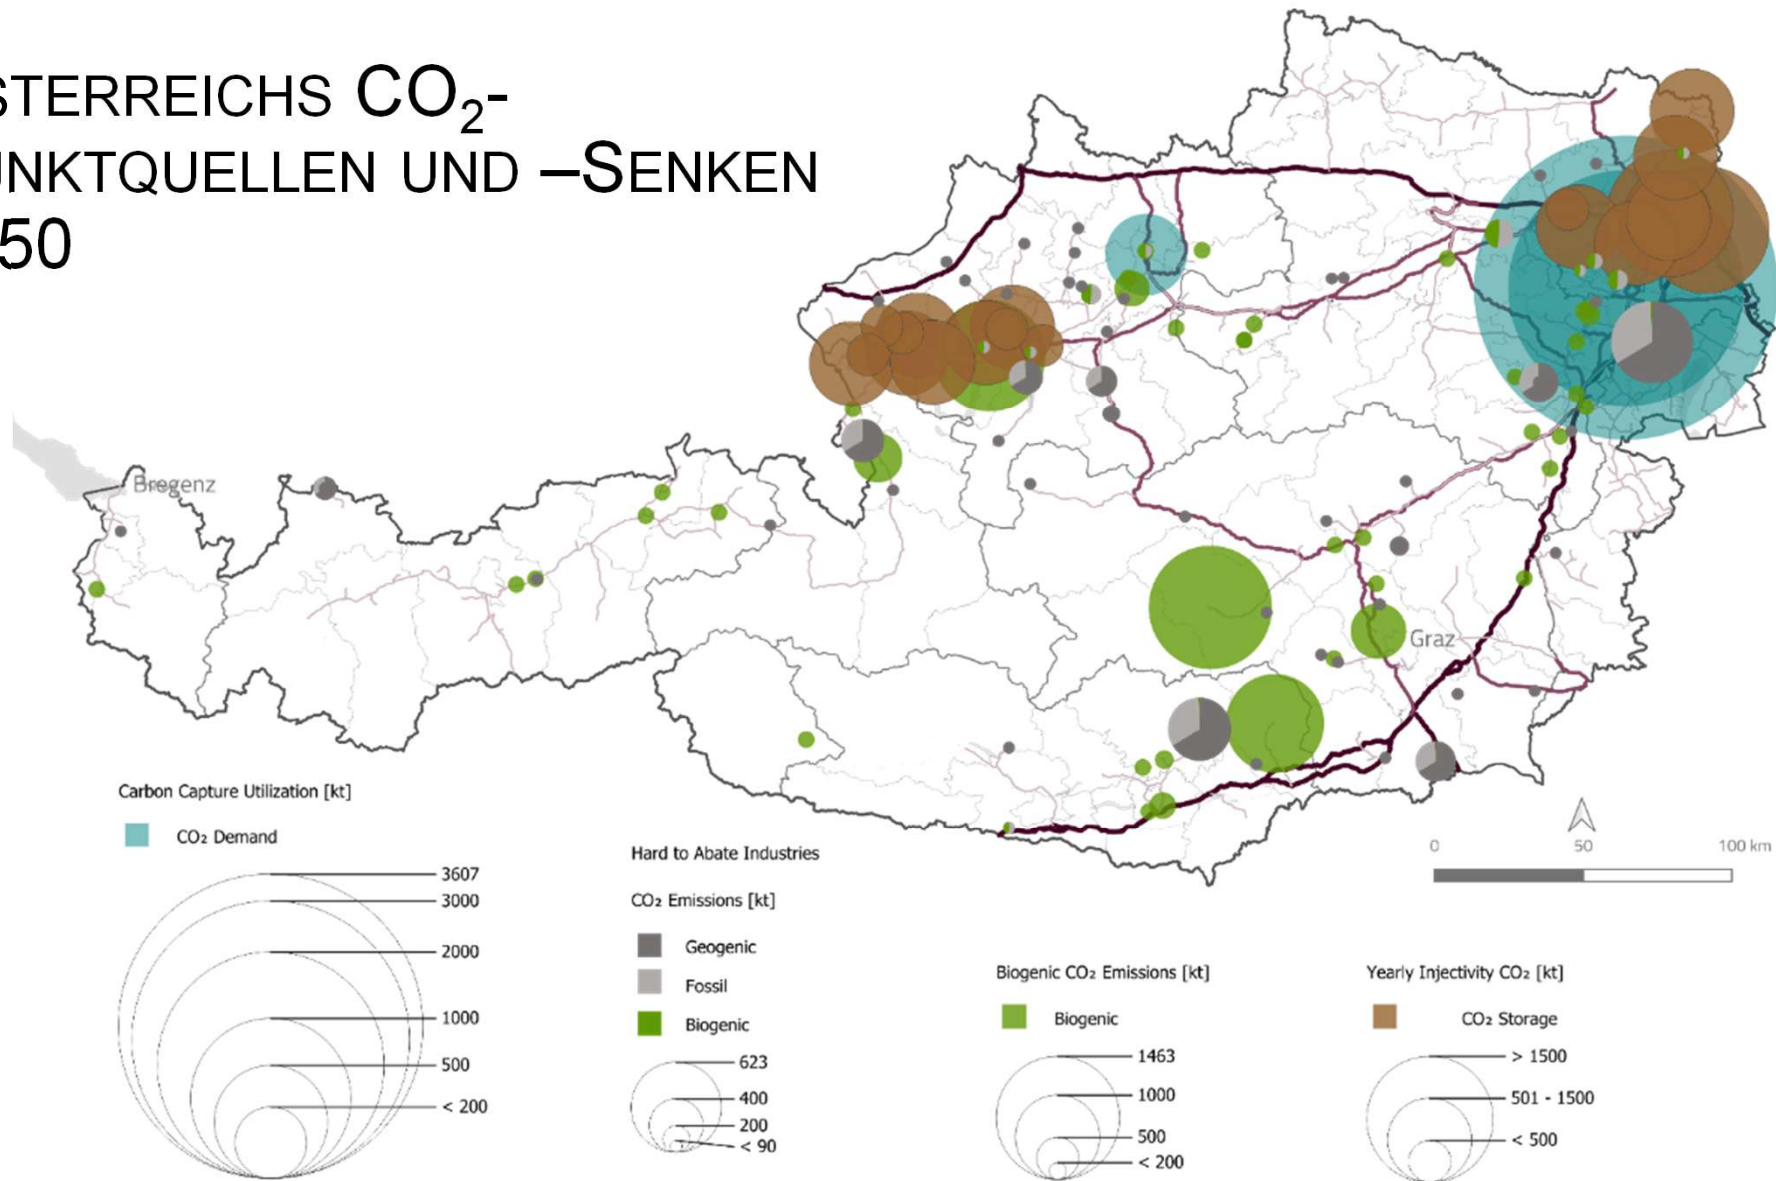 STERREICHS CO₂-
UNKTQUELLEN UND –SENKEN
50
Bregenz
Graz
Carbon Capture Utilization [kt]
CO₂ Demand
3607
3000
2000
1000
500
< 200
Hard to Abate Industries
CO₂ Emissions [kt]
Geogenic
Fossil
Biogenic
623
400
200
< 90
Biogenic CO₂ Emissions [kt]
Biogenic
1463
1000
500
< 200
Yearly Injectivity CO₂ [kt]
CO₂ Storage
> 1500
501 - 1500
< 500
0 50 100 km